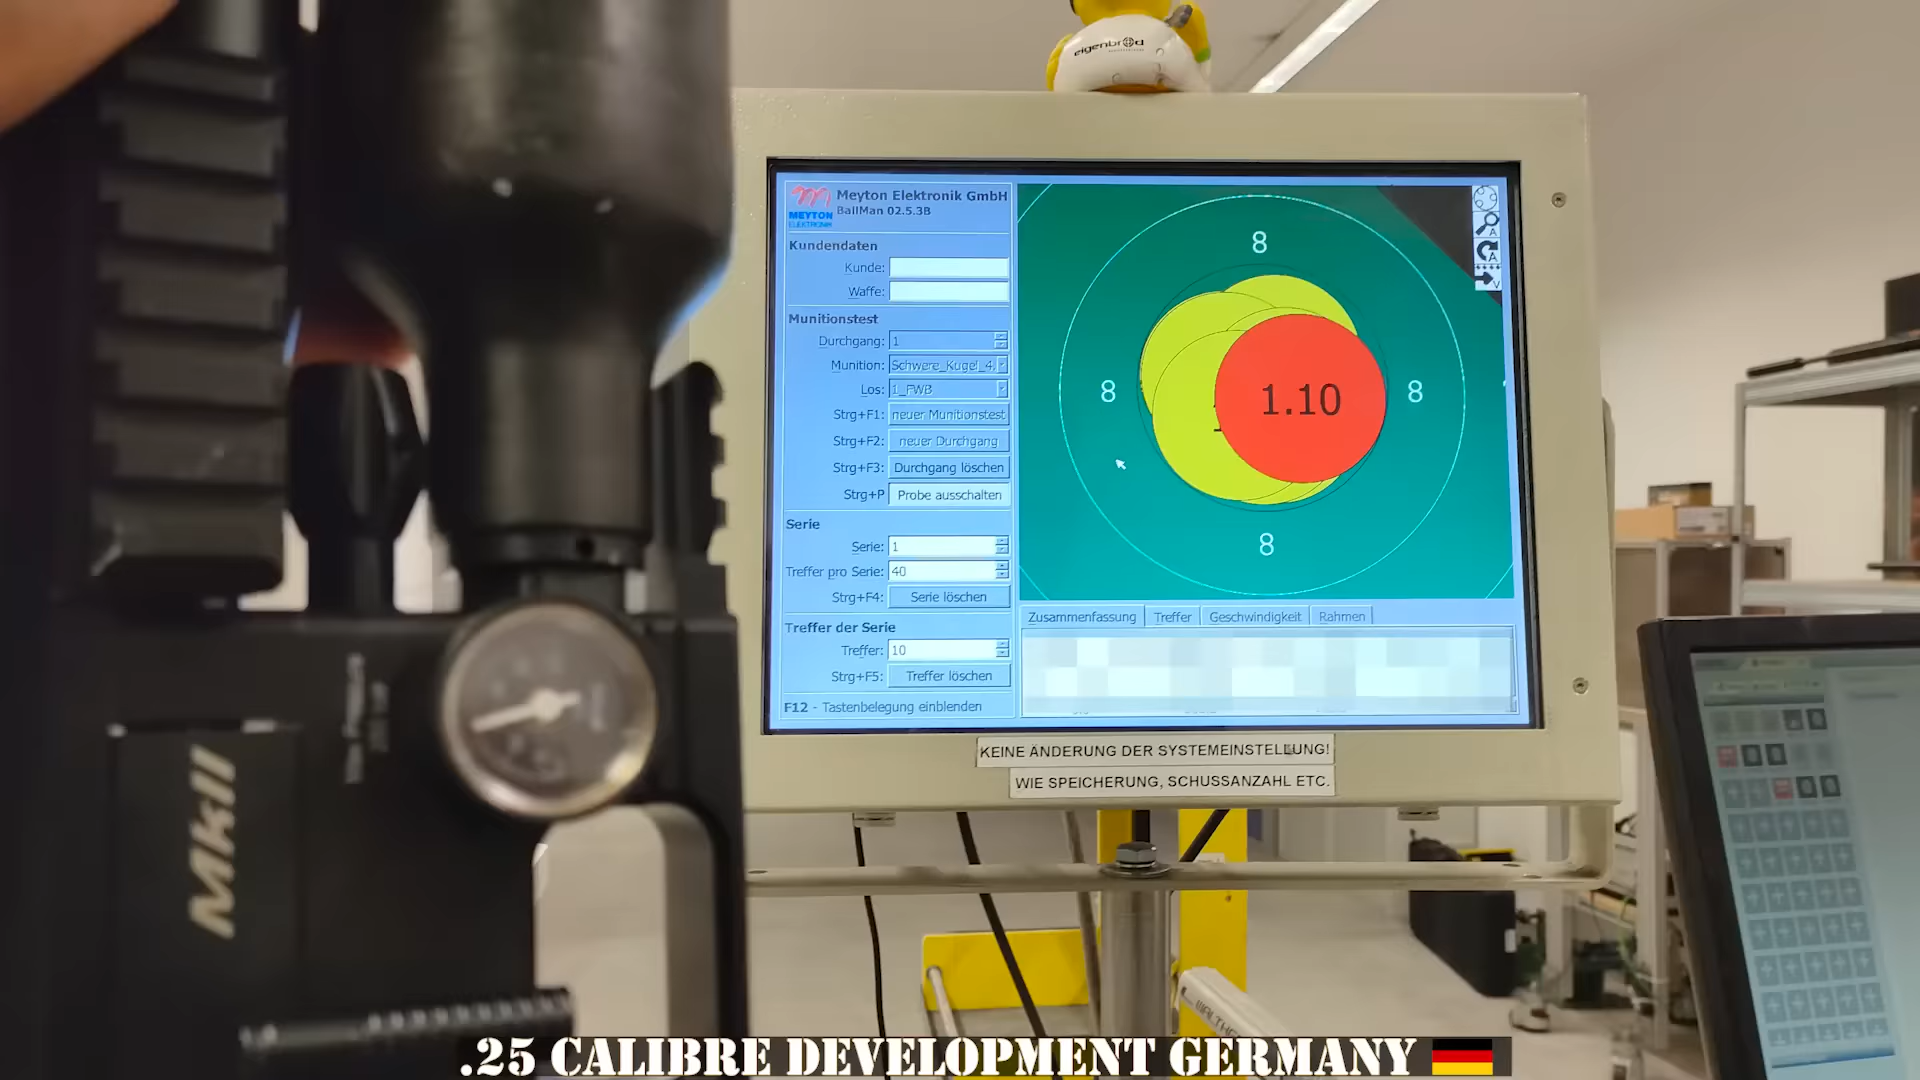 eigenbrod
Meyton Elektronik GmbH
BallMan 02.5.3B
MEYTON
ELEKTRONIK
Kundendaten
Kunde:
Waffe:
Munitionstest
Durchgang: 1
Munition: Schwere_Kugel_4.
Los: 1_FWB
Strg+F1: neuer Munitionstest
Strg+F2: neuer Durchgang
Strg+F3: Durchgang löschen
Strg+P Probe ausschalten
Serie
Serie: 1
Treffer pro Serie: 40
Strg+F4: Serie löschen
Treffer der Serie
Treffer: 10
Strg+F5: Treffer löschen
F12 - Tastenbelegung einblenden
8
8
1.10
8
8
Zusammenfassung Treffer Geschwindigkeit Rahmen
KEINE ÄNDERUNG DER SYSTEMEINSTELLUNG!
WIE SPEICHERUNG, SCHUSSANZAHL ETC.
MkII
WALTHER
.25 CALIBRE DEVELOPMENT GERMANY